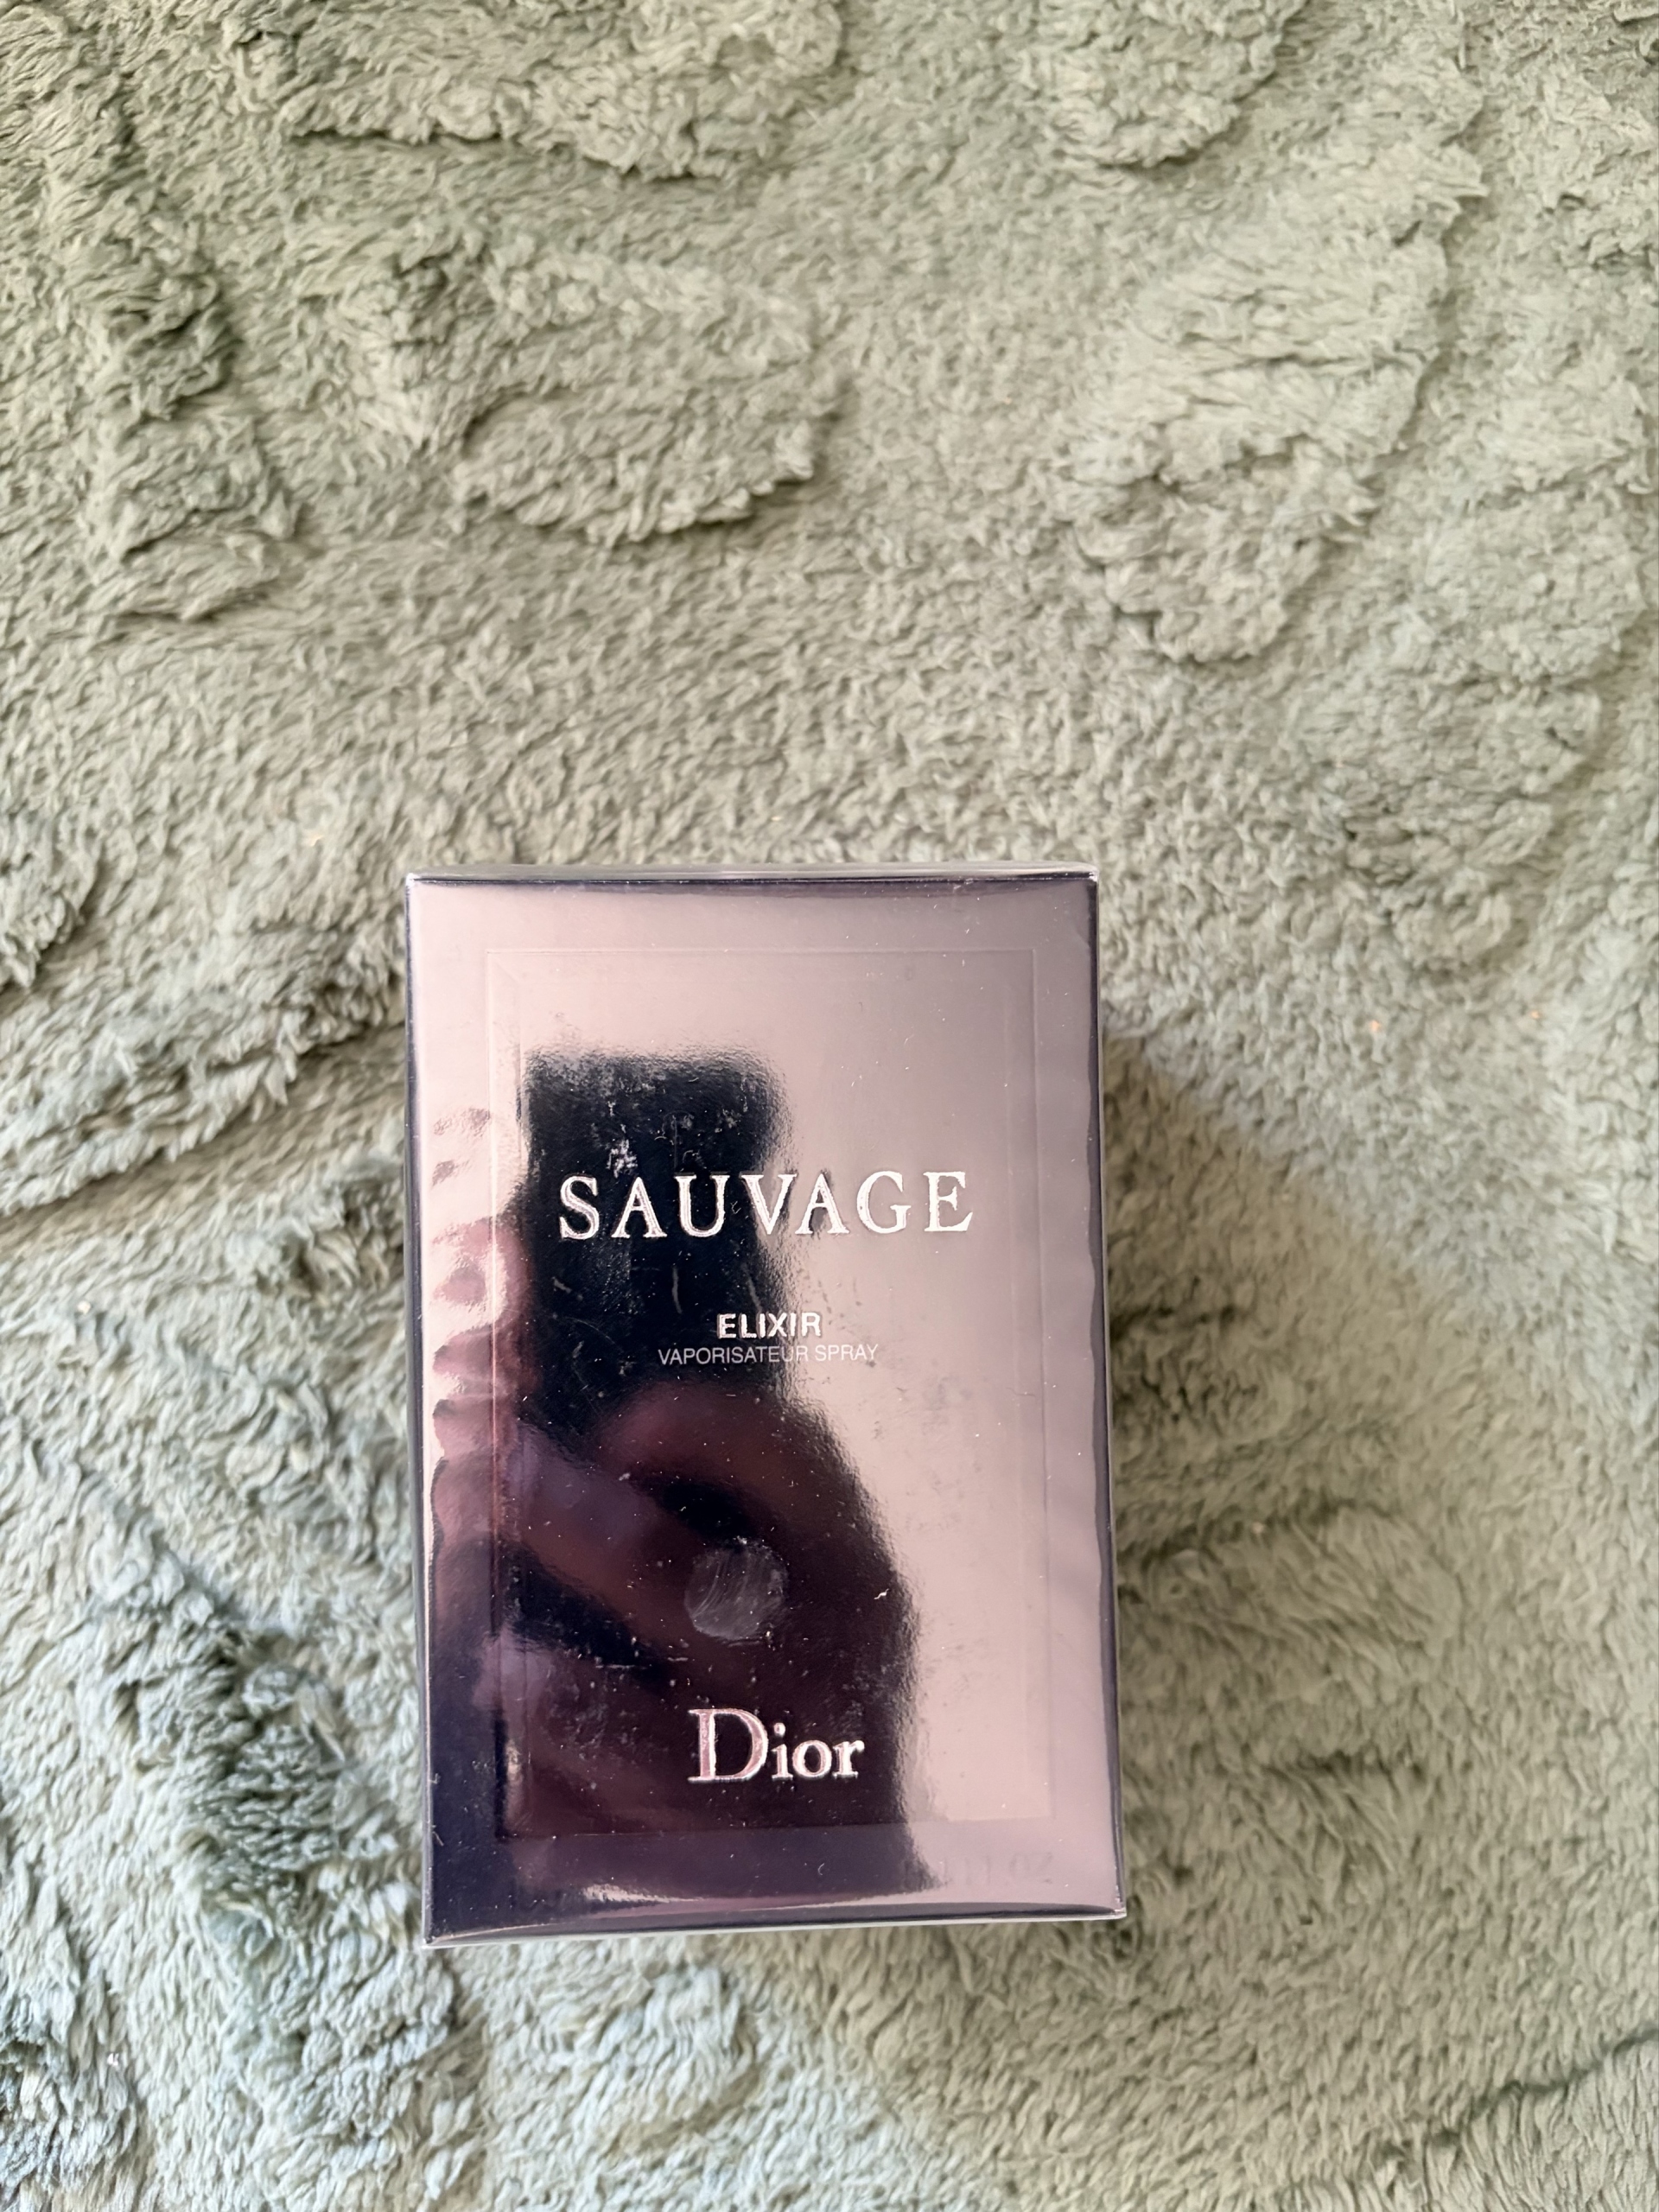 SAUVAGE
ELIXIR
VAPORISATEUR SPRAY
Dior